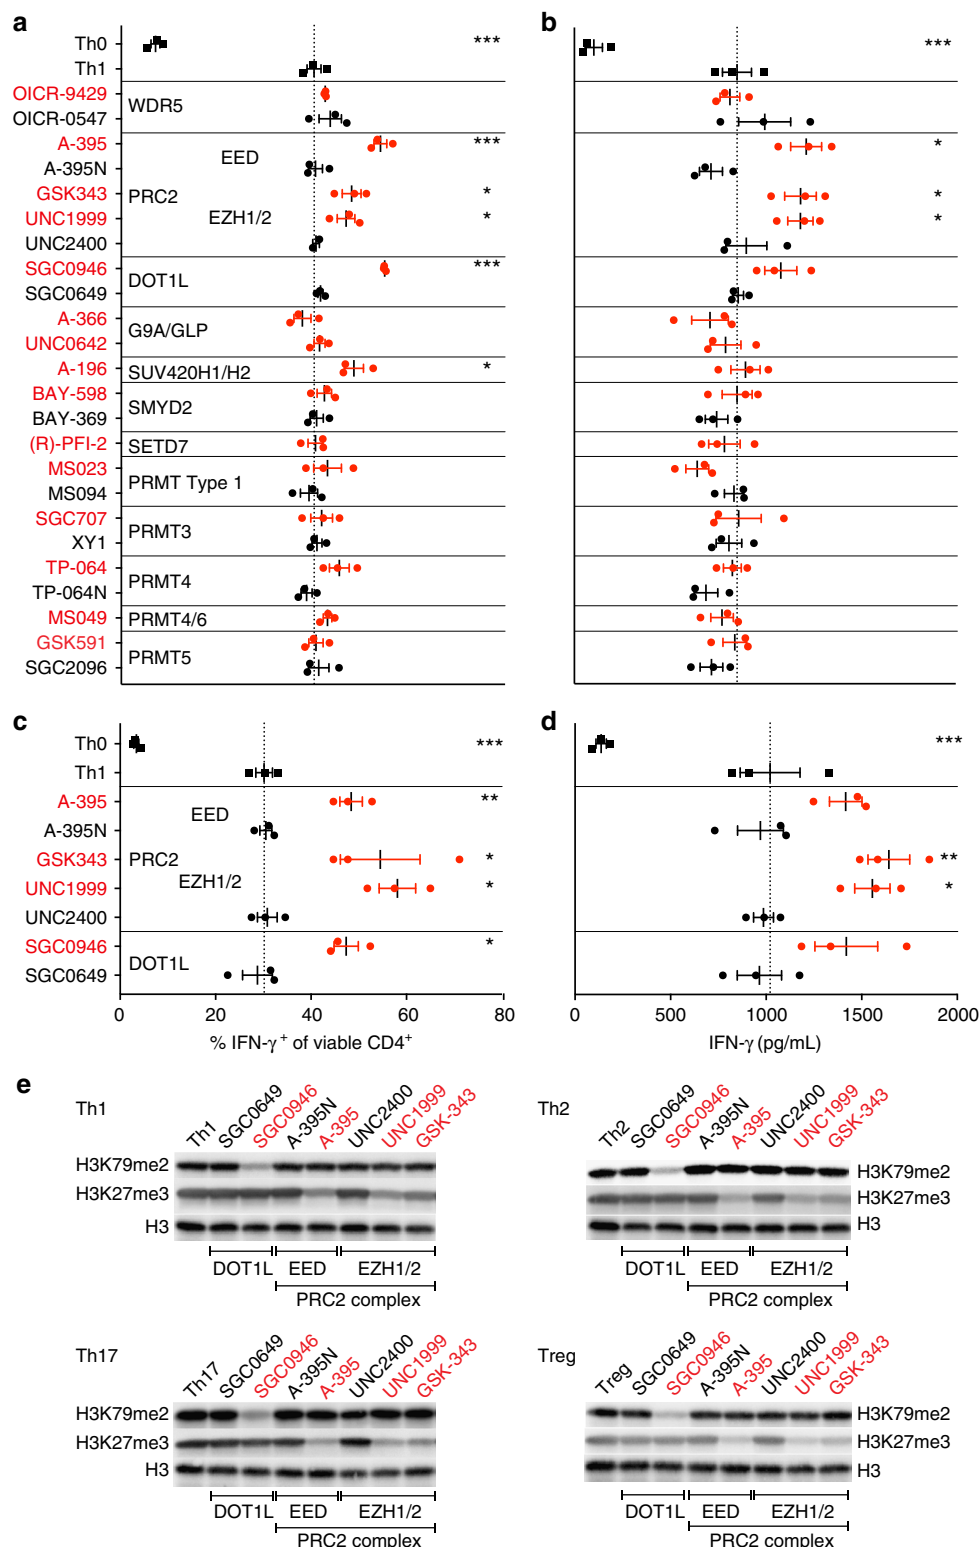 a
b
Th0
***
***
Th1
OICR-9429
OICR-0547
WDR5
A-395
EED
***
*
A-395N
PRC2
GSK343
*
*
UNC1999
EZH1/2
*
*
UNC2400
SGC0946
DOT1L
***
SGC0649
A-366
G9A/GLP
UNC0642
A-196
SUV420H1/H2
*
BAY-598
SMYD2
BAY-369
(R)-PFI-2
SETD7
MS023
PRMT Type 1
MS094
SGC707
PRMT3
XY1
TP-064
PRMT4
TP-064N
MS049
PRMT4/6
GSK591
PRMT5
SGC2096
c
d
Th0
***
***
Th1
A-395
EED
**
A-395N
GSK343
PRC2
*
**
UNC1999
EZH1/2
*
*
UNC2400
SGC0946
DOT1L
*
SGC0649
0 20 40 60 80
0 500 1000 1500 2000
% IFN-γ+ of viable CD4+
IFN-γ (pg/mL)
e
Th1
Th1 SGC0649 SGC0946 A-395N A-395 UNC2400 UNC1999 GSK-343
H3K79me2
H3K27me3
H3
DOT1L EED EZH1/2
PRC2 complex
Th2
Th2 SGC0649 SGC0946 A-395N A-395 UNC2400 UNC1999 GSK-343
H3K79me2
H3K27me3
H3
DOT1L EED EZH1/2
PRC2 complex
Th17
Th17 SGC0649 SGC0946 A-395N A-395 UNC2400 UNC1999 GSK-343
H3K79me2
H3K27me3
H3
DOT1L EED EZH1/2
PRC2 complex
Treg
Treg SGC0649 SGC0946 A-395N A-395 UNC2400 UNC1999 GSK-343
H3K79me2
H3K27me3
H3
DOT1L EED EZH1/2
PRC2 complex